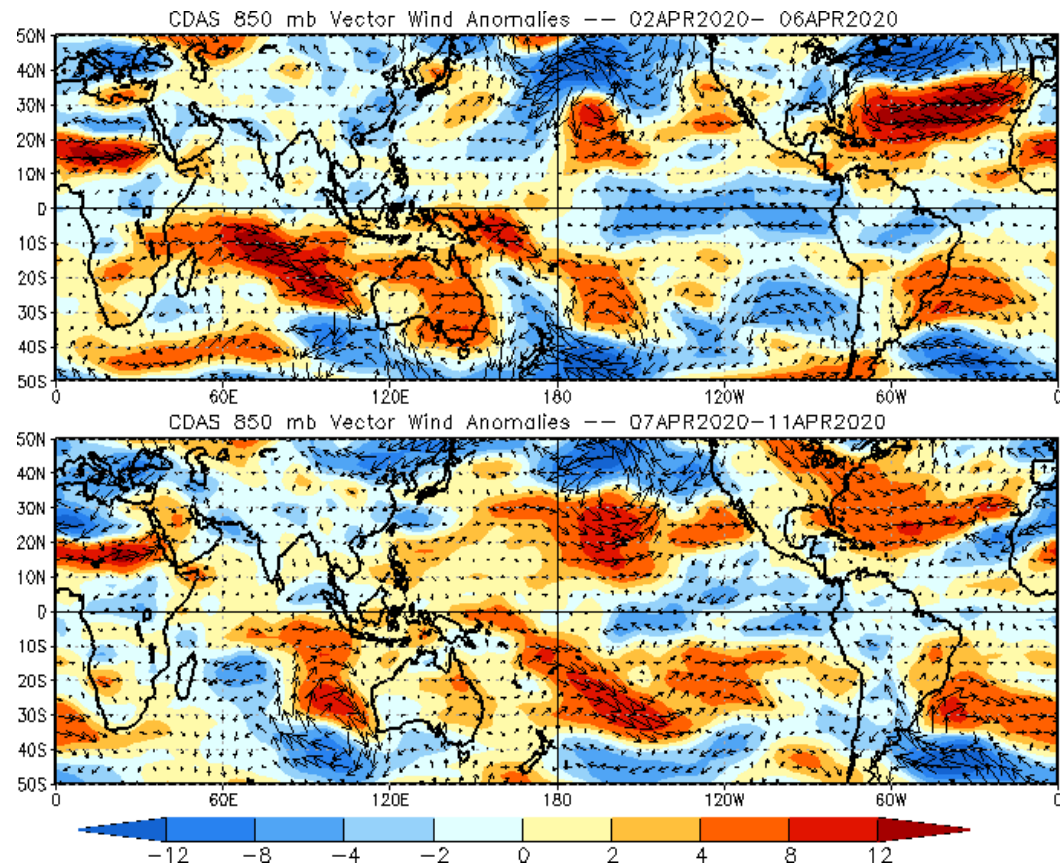 CDAS 850 mb Vector Wind Anomalies -- 02APR2020- 06APR2020
50N
40N
30N
20N
10N
0
10S
20S
30S
40S
50S
0 60E 120E 180 120W 60W 0
CDAS 850 mb Vector Wind Anomalies -- 07APR2020-11APR2020
50N
40N
30N
20N
10N
0
10S
20S
30S
40S
50S
0 60E 120E 180 120W 60W 0
-12 -8 -4 -2 0 2 4 8 12